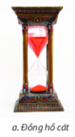 a. Đồng hồ cát